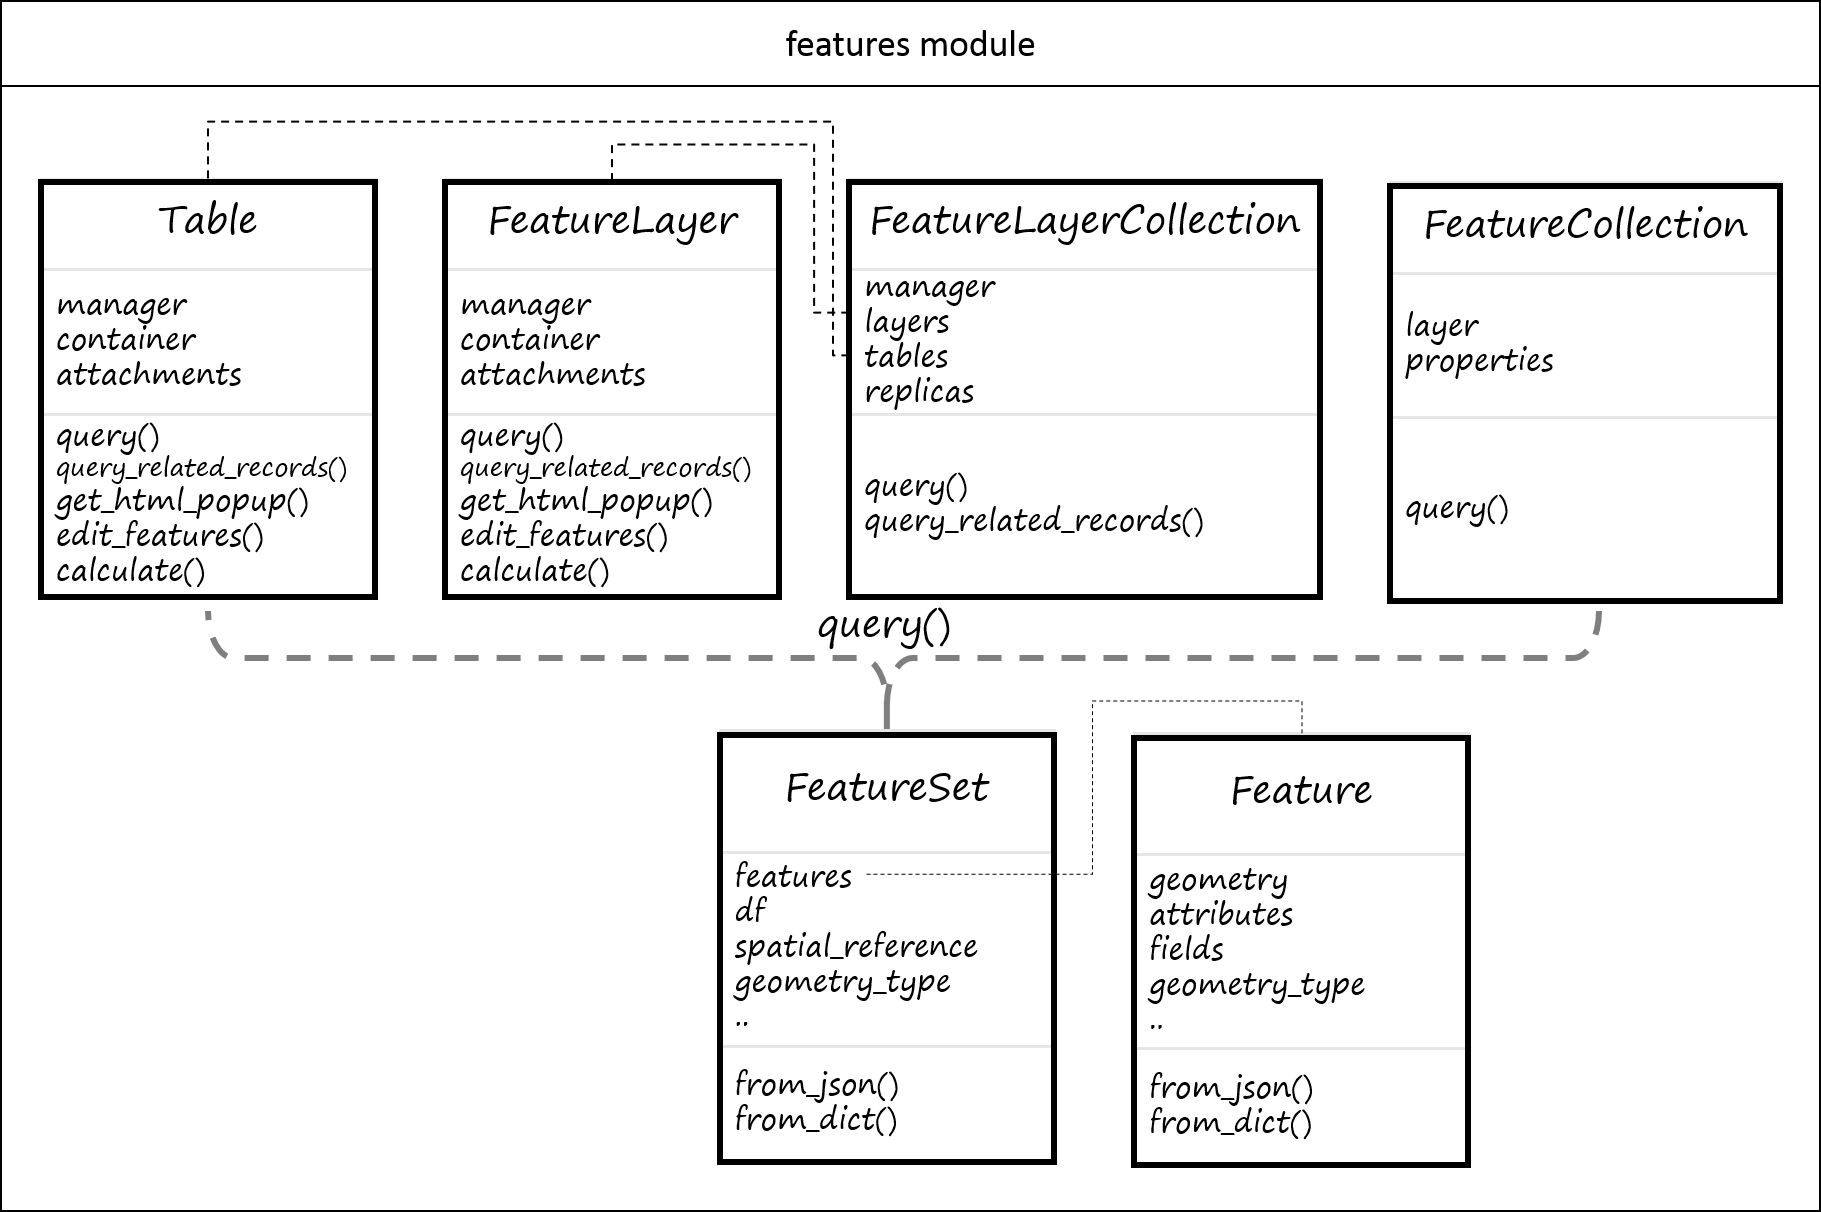 features module
Table
manager
container
attachments
query()
query_related_records()
get_html_popup()
edit_features()
calculate()
FeatureLayer
manager
container
attachments
query()
query_related_records()
get_html_popup()
edit_features()
calculate()
FeatureLayerCollection
manager
layers
tables
replicas
query()
query_related_records()
FeatureCollection
layer
properties
query()
query()
FeatureSet
features
df
spatial_reference
geometry_type
..
from_json()
from_dict()
Feature
geometry
attributes
fields
geometry_type
..
from_json()
from_dict()